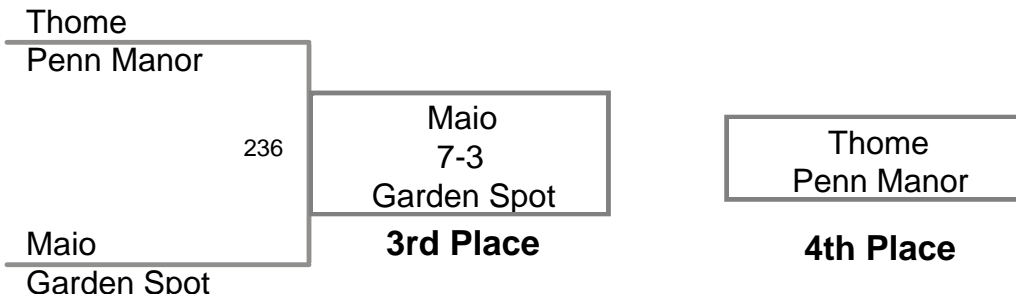 Thome
Penn Manor
236
Maio
7-3
Garden Spot
3rd Place
Thome
Penn Manor
4th Place
Maio
Garden Spot